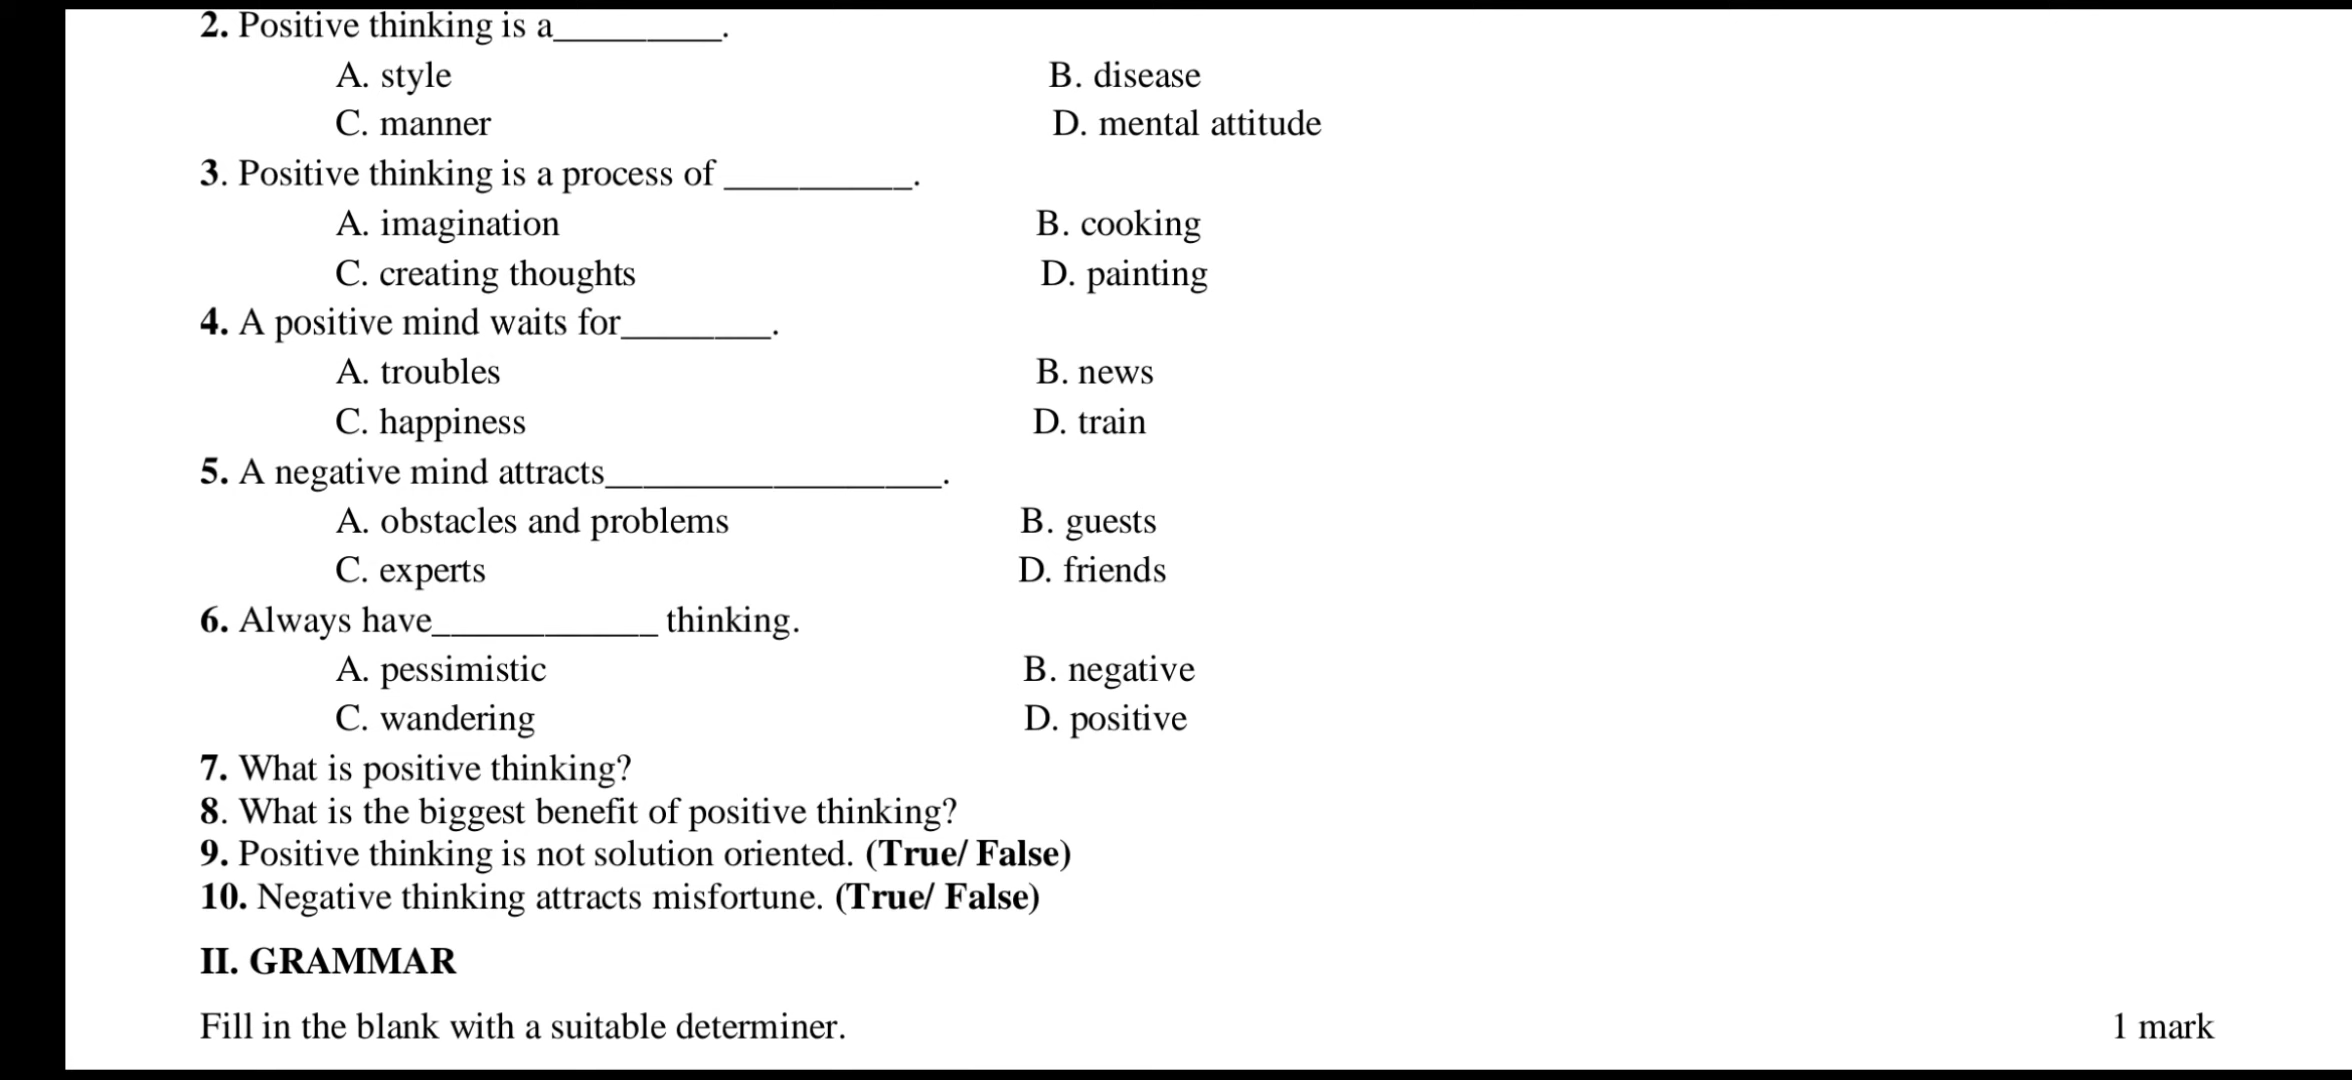 2. Positive thinking is a_________.
A. style B. disease
C. manner D. mental attitude
3. Positive thinking is a process of __________.
A. imagination B. cooking
C. creating thoughts D. painting
4. A positive mind waits for________.
A. troubles B. news
C. happiness D. train
5. A negative mind attracts__________________.
A. obstacles and problems B. guests
C. experts D. friends
6. Always have____________ thinking.
A. pessimistic B. negative
C. wandering D. positive
7. What is positive thinking?
8. What is the biggest benefit of positive thinking?
9. Positive thinking is not solution oriented. (True/ False)
10. Negative thinking attracts misfortune. (True/ False)
II. GRAMMAR
Fill in the blank with a suitable determiner. 1 mark